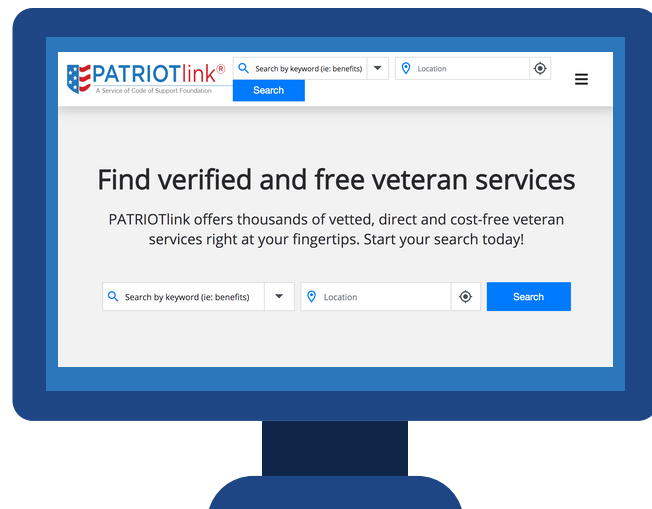 PATRIOTlink®
A Service of Code of Support Foundation
Search by keyword (ie: benefits)
Location
Search
Find verified and free veteran services
PATRIOTlink offers thousands of vetted, direct and cost-free veteran
services right at your fingertips. Start your search today!
Search by keyword (ie: benefits)
Location
Search